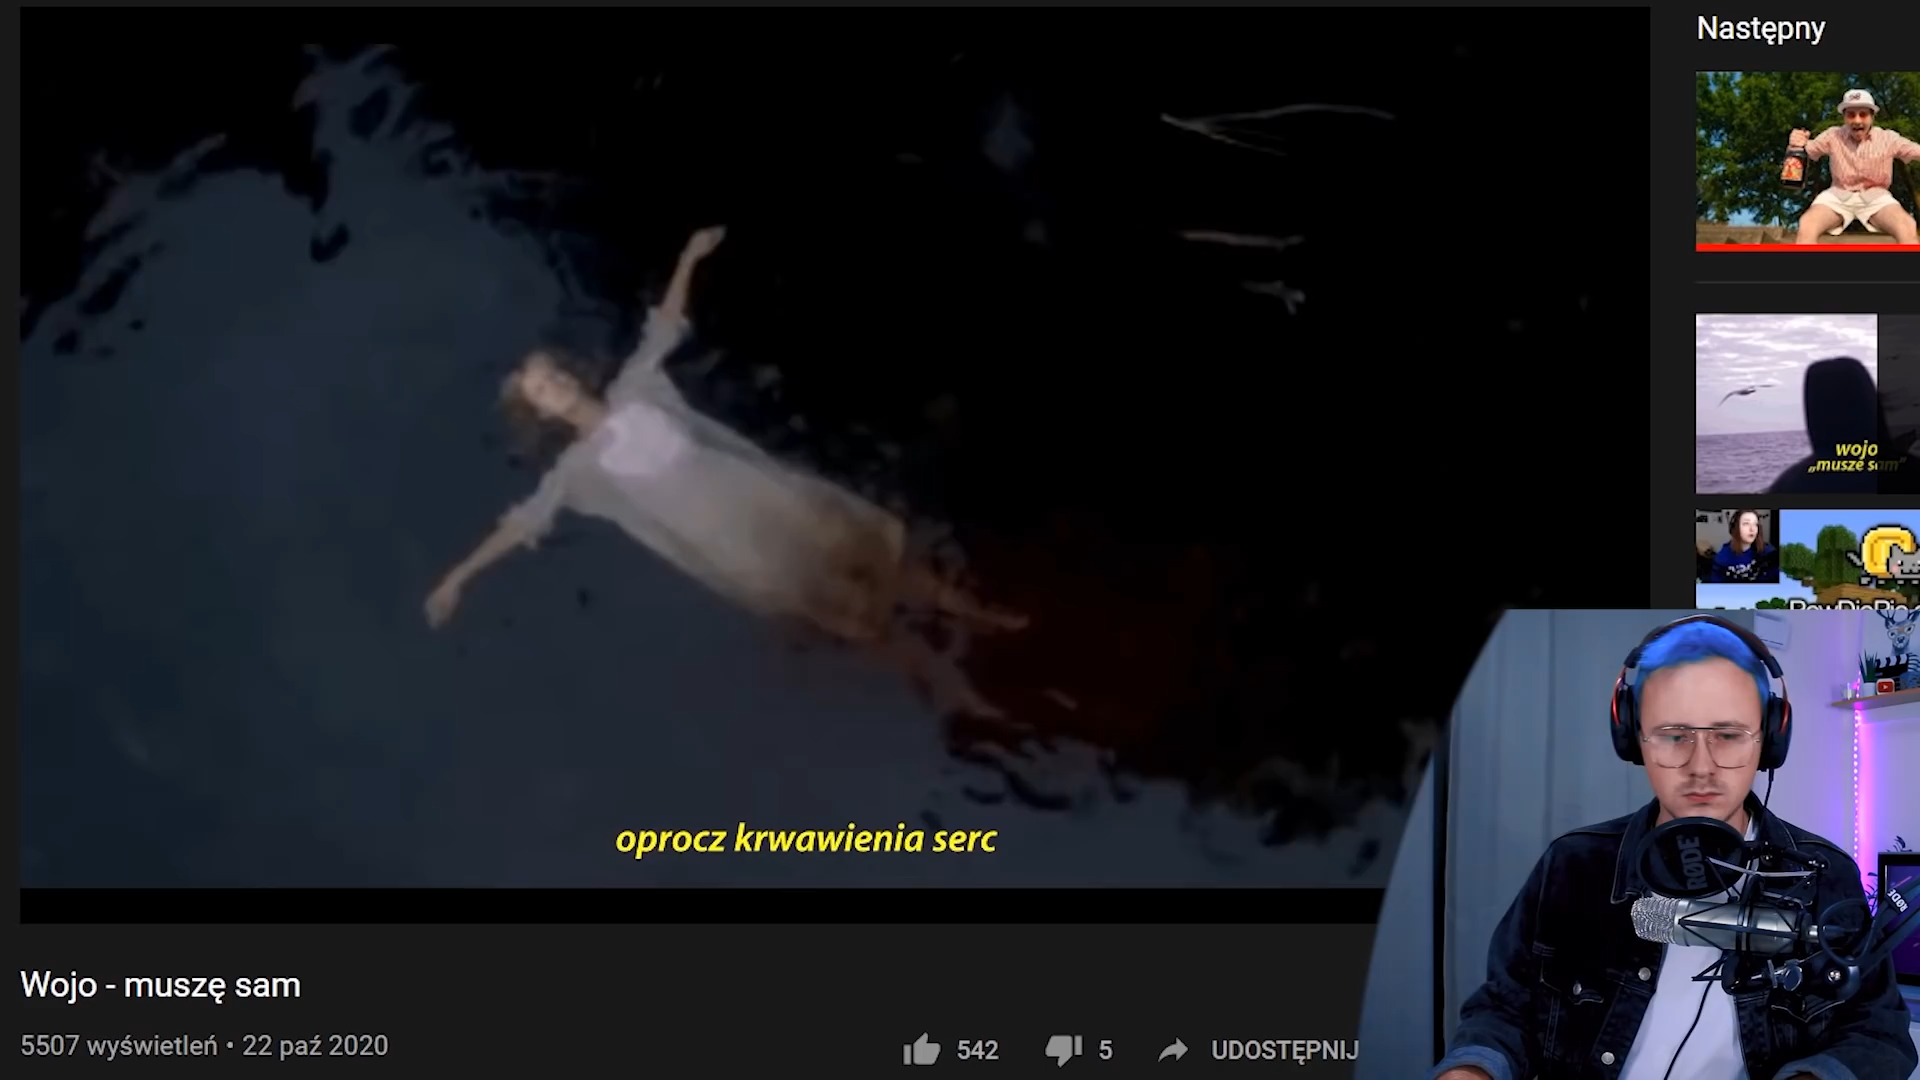 Następny
wojo
„muszę sam”
oprocz krwawienia serc
Wojo - muszę sam
5507 wyświetleń • 22 paź 2020
542
5
UDOSTĘPNIJ
RØDE
RØDE